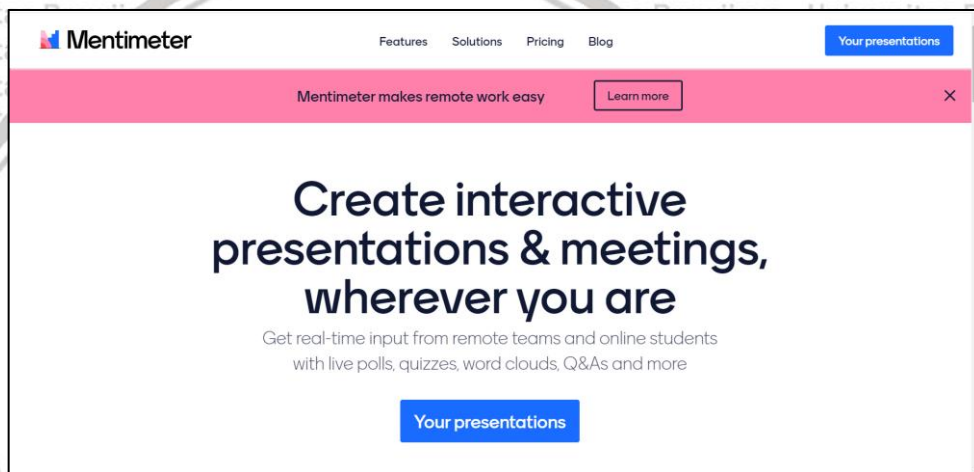 Mentimeter
Features Solutions Pricing Blog
Your presentations
Mentimeter makes remote work easy
Learn more
Create interactive
presentations & meetings,
wherever you are
Get real-time input from remote teams and online students
with live polls, quizzes, word clouds, Q&As and more
Your presentations